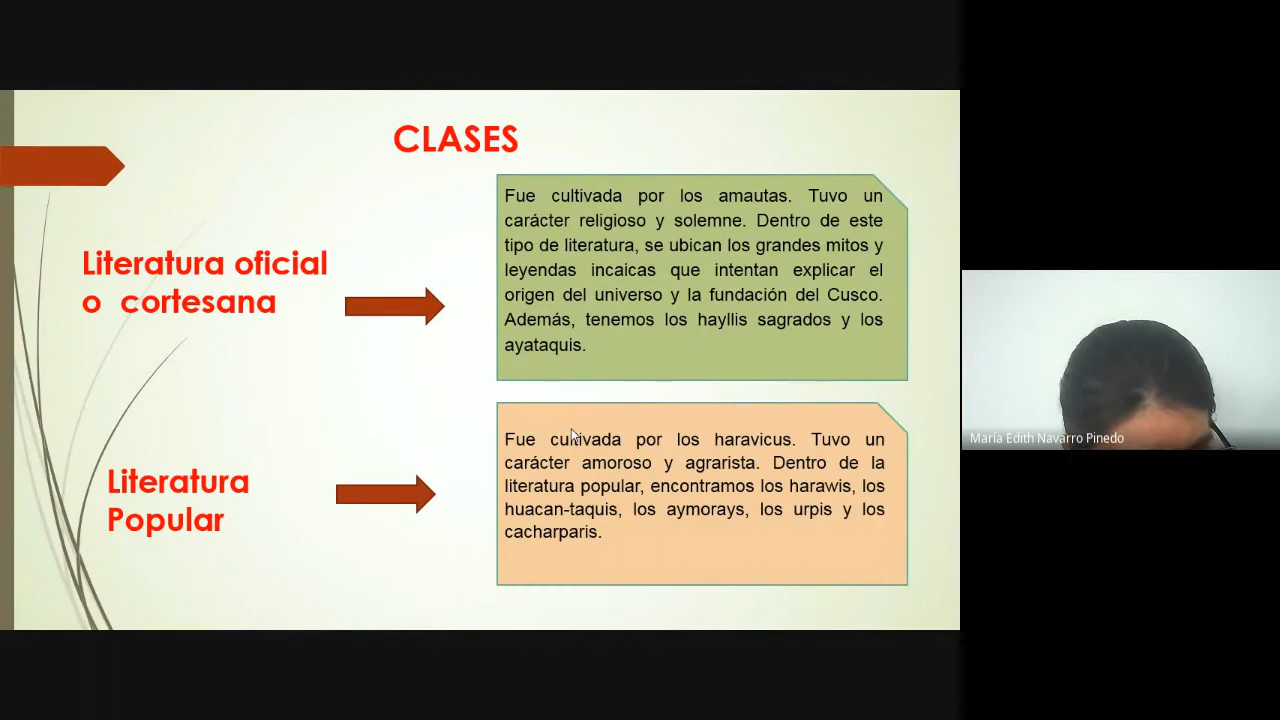 CLASES
Literatura oficial
o cortesana
Fue cultivada por los amautas. Tuvo un
carácter religioso y solemne. Dentro de este
tipo de literatura, se ubican los grandes mitos y
leyendas incaicas que intentan explicar el
origen del universo y la fundación del Cusco.
Además, tenemos los hayllis sagrados y los
ayataquis.
Literatura
Popular
Fue cultivada por los haravicus. Tuvo un
carácter amoroso y agrarista. Dentro de la
literatura popular, encontramos los harawis, los
huacan-taquis, los aymorays, los urpis y los
cacharparis.
María Edith Navarro Pinedo